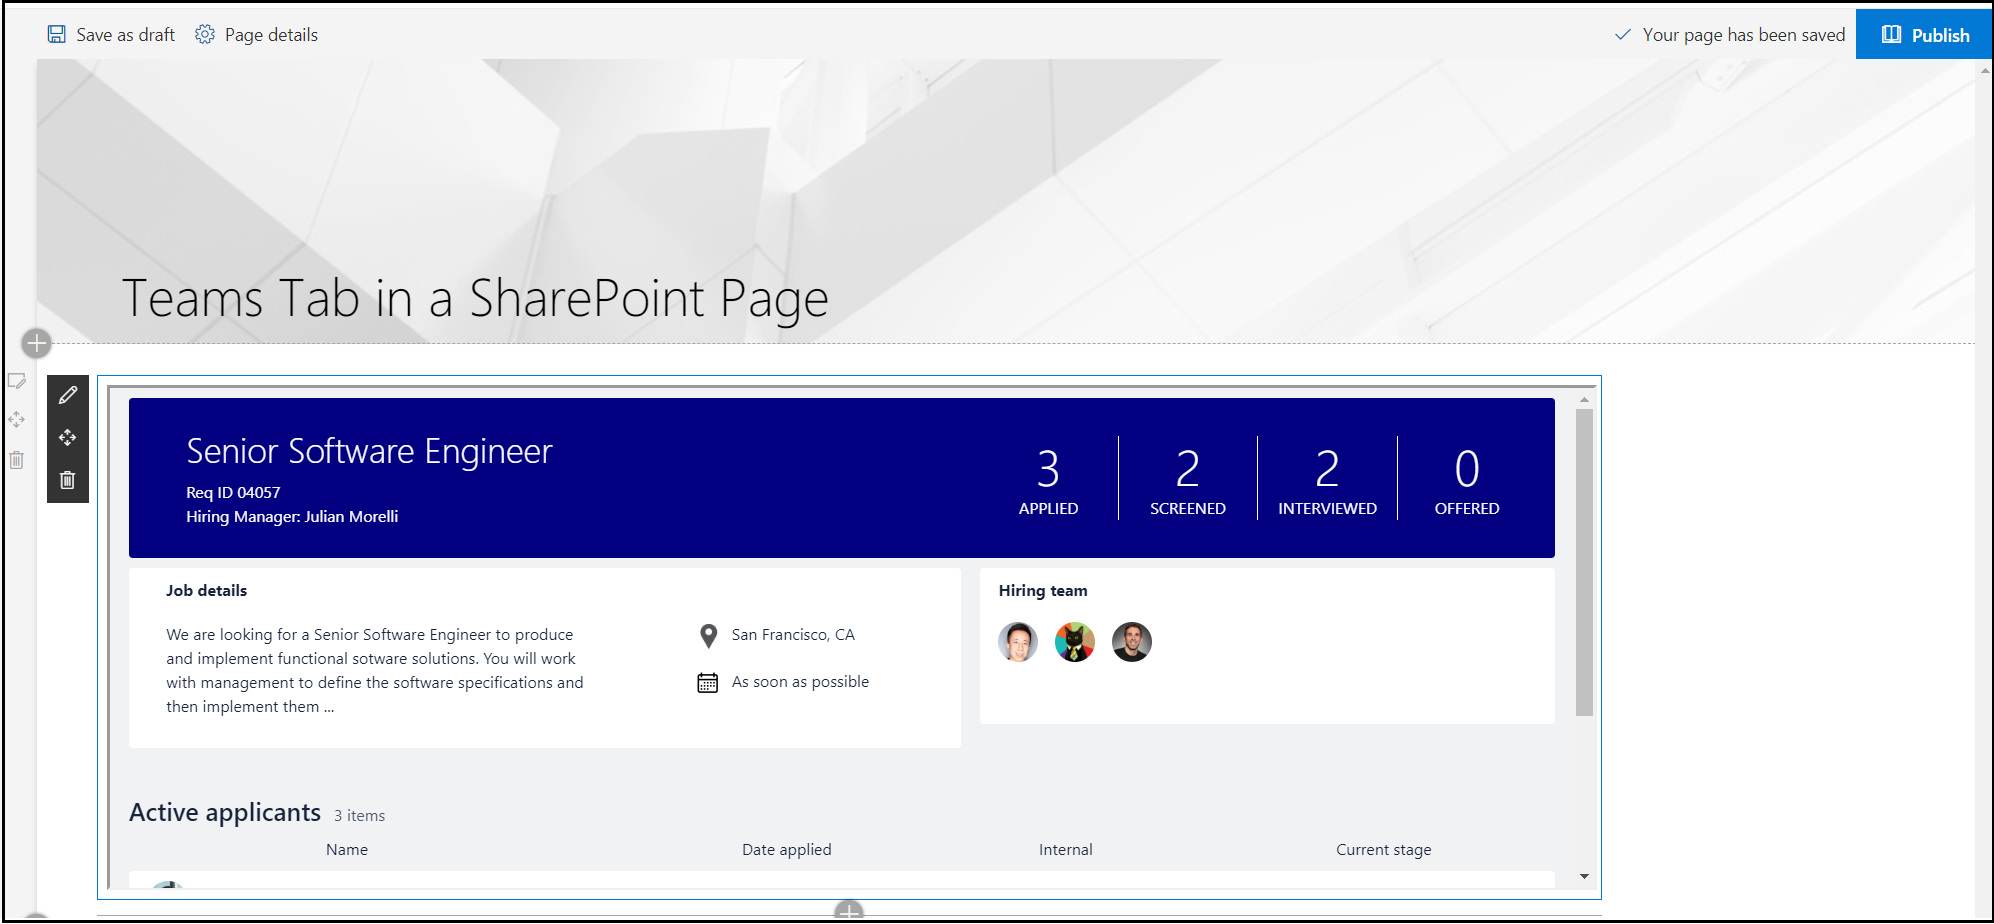 Save as draft Page details Your page has been saved Publish
Teams Tab in a SharePoint Page
Senior Software Engineer
Req ID 04057
Hiring Manager: Julian Morelli
3 2 2 0
APPLIED SCREENED INTERVIEWED OFFERED
Job details
We are looking for a Senior Software Engineer to produce
and implement functional sotware solutions. You will work
with management to define the software specifications and
then implement them ...
San Francisco, CA
As soon as possible
Hiring team
Active applicants 3 items
Name Date applied Internal Current stage